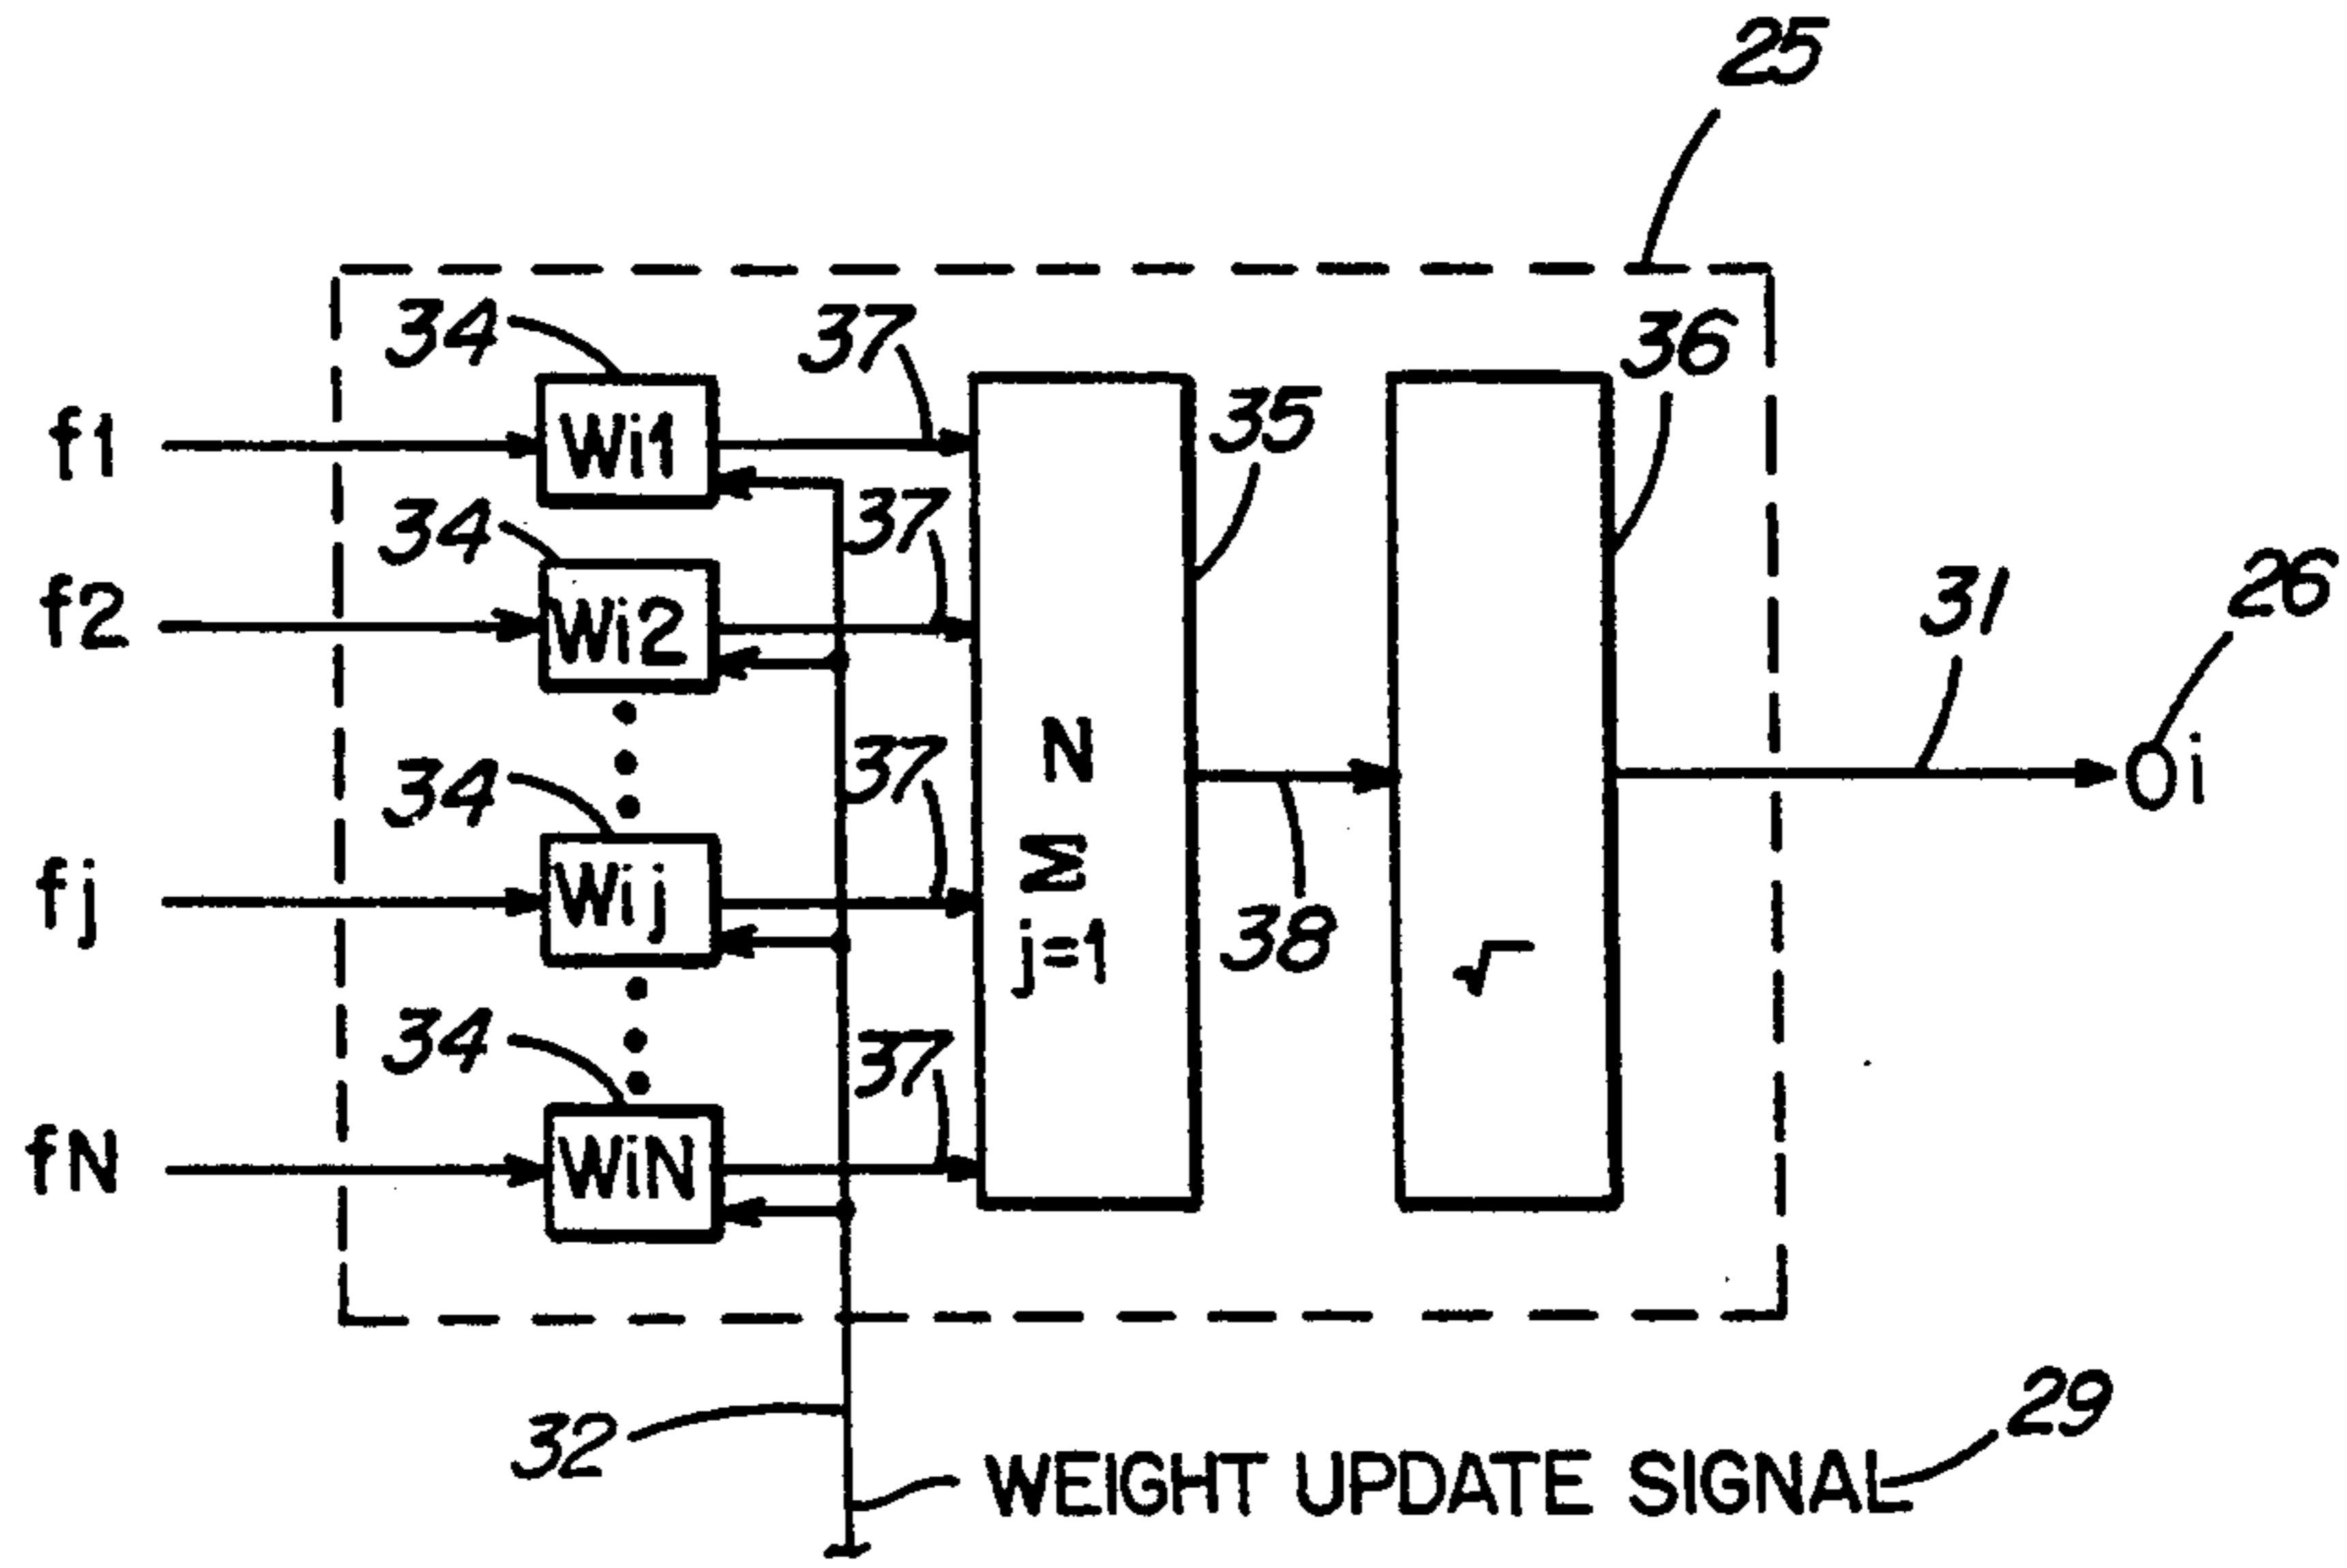 25
34
37
36
f1
Wi1
35
34
37
31
26
f2
Wi2
34
37
N
Σ
j=1
38
√
Oi
fj
Wij
34
37
fN
WiN
32
WEIGHT UPDATE SIGNAL
29